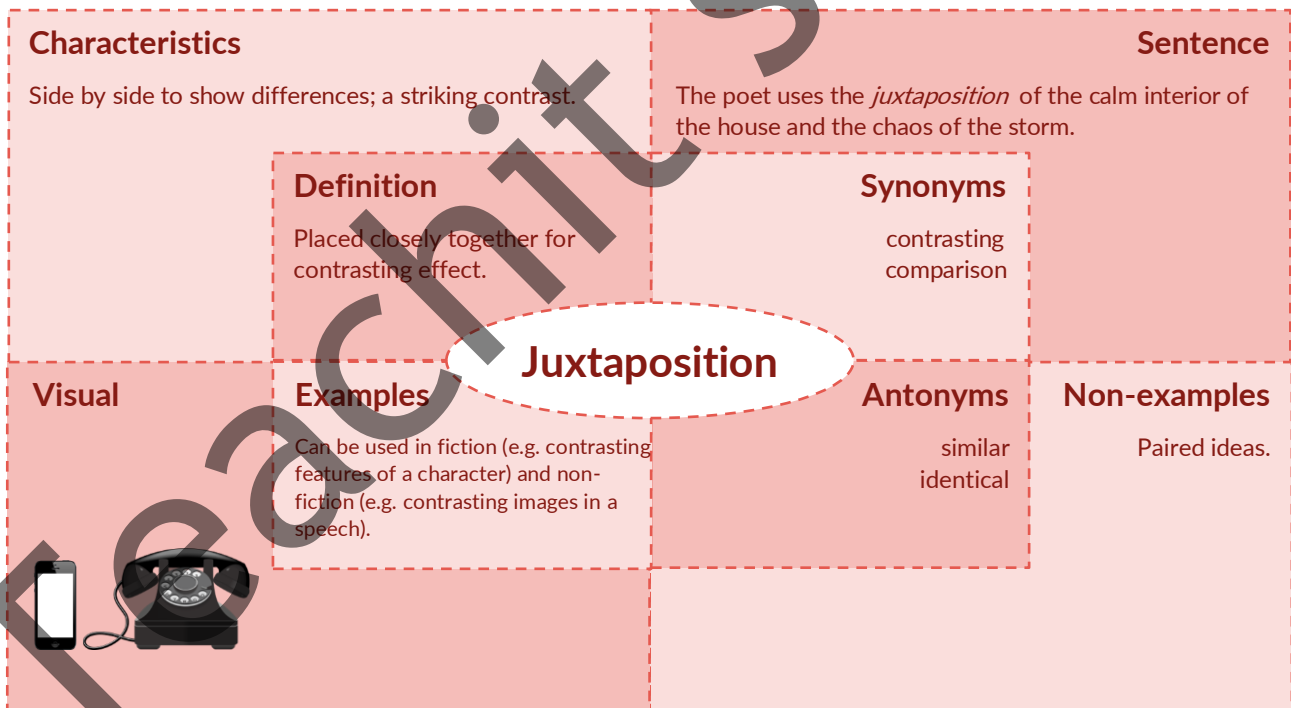 Characteristics
Side by side to show differences; a striking contrast.
Sentence
The poet uses the juxtaposition of the calm interior of
the house and the chaos of the storm.
Definition
Placed closely together for
contrasting effect.
Synonyms
contrasting
comparison
Juxtaposition
Visual
Examples
Can be used in fiction (e.g. contrasting
features of a character) and non-
fiction (e.g. contrasting images in a
speech).
Antonyms
similar
identical
Non-examples
Paired ideas.
Teachit s